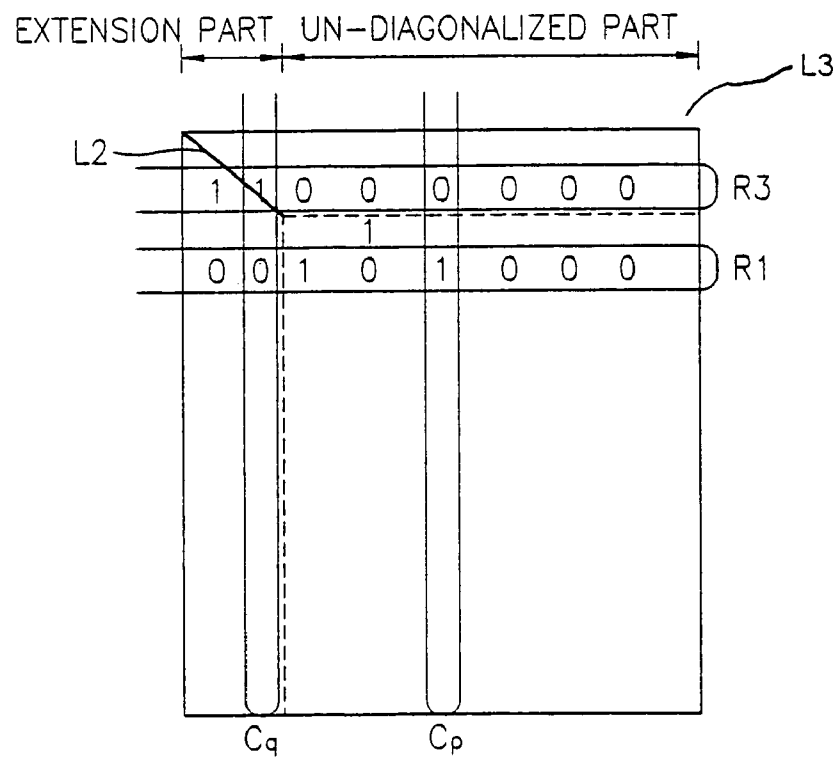 EXTENSION PART UN-DIAGONALIZED PART
L3
L2
1 1 0 0 0 0 0 0 R3
1
0 0 1 0 1 0 0 0 R1
Cq Cp